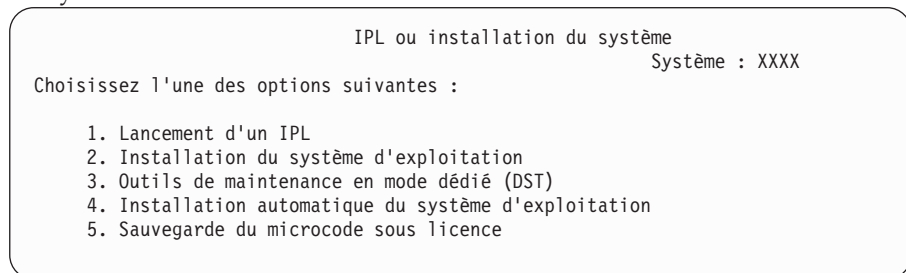 IPL ou installation du système
Système : XXXX
Choisissez l'une des options suivantes :
1. Lancement d'un IPL
2. Installation du système d'exploitation
3. Outils de maintenance en mode dédié (DST)
4. Installation automatique du système d'exploitation
5. Sauvegarde du microcode sous licence